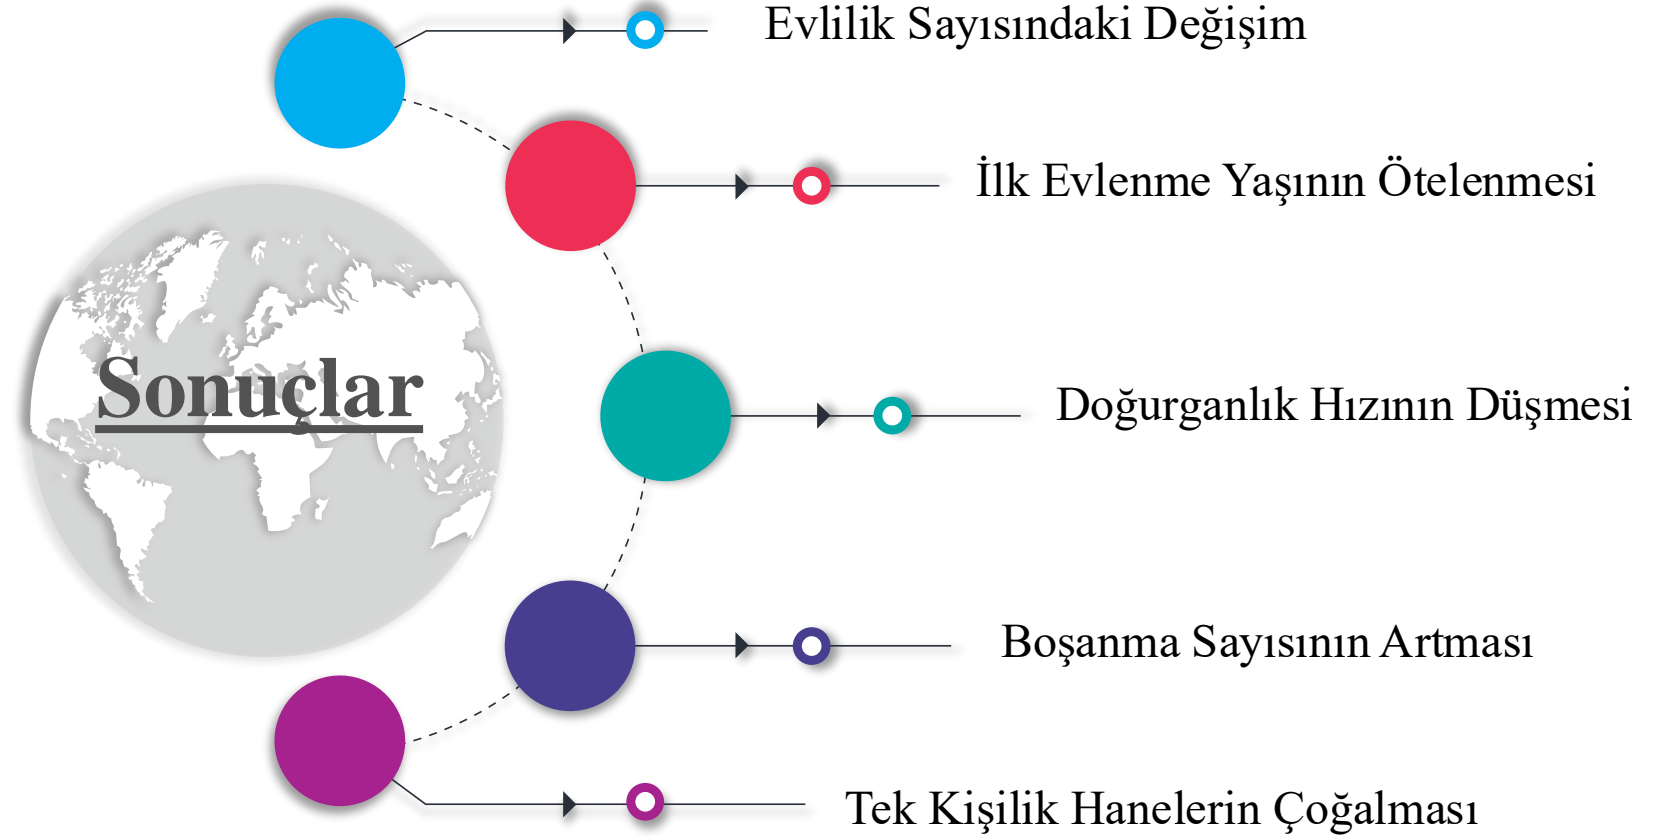 Evlilik Sayısındaki Değişim
İlk Evlenme Yaşının Ötelenmesi
Sonuçlar
Doğurganlık Hızının Düşmesi
Boşanma Sayısının Artması
Tek Kişilik Hanelerin Çoğalması